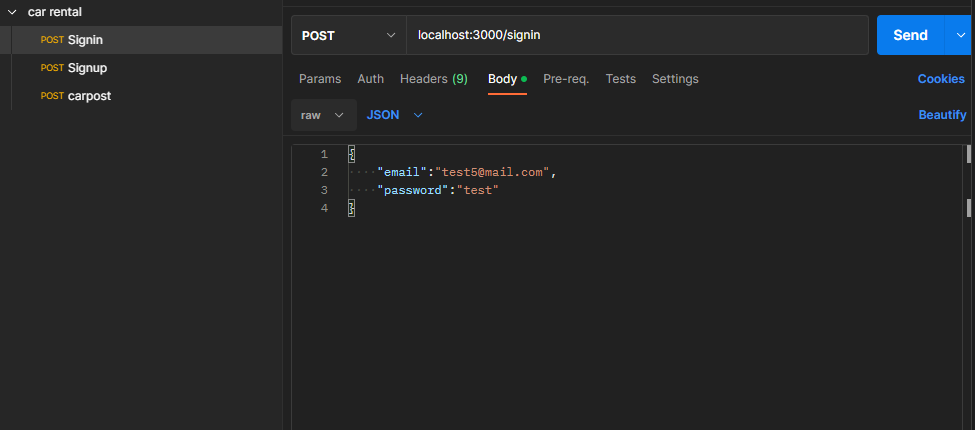 car rental
POST Signin
POST Signup
POST carpost
POST localhost:3000/signin Send
Params Auth Headers (9) Body Pre-req. Tests Settings Cookies
raw JSON Beautify
1 {
2 "email":"test5@mail.com",
3 "password":"test"
4 }